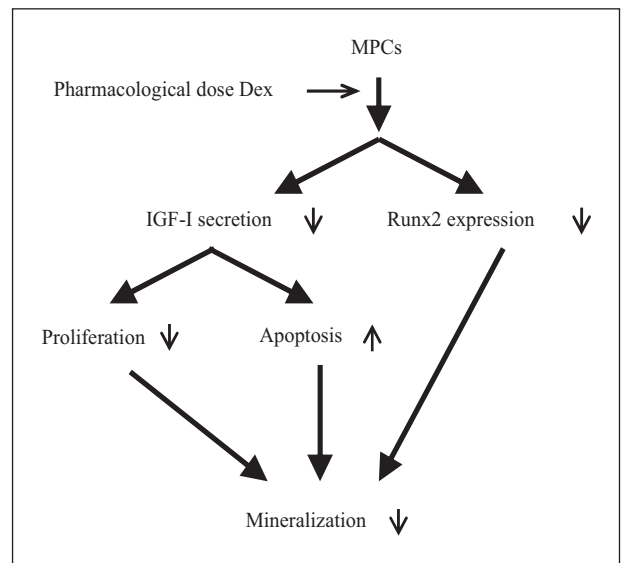 MPCs
Pharmacological dose Dex
IGF-I secretion
Runx2 expression
Proliferation
Apoptosis
Mineralization